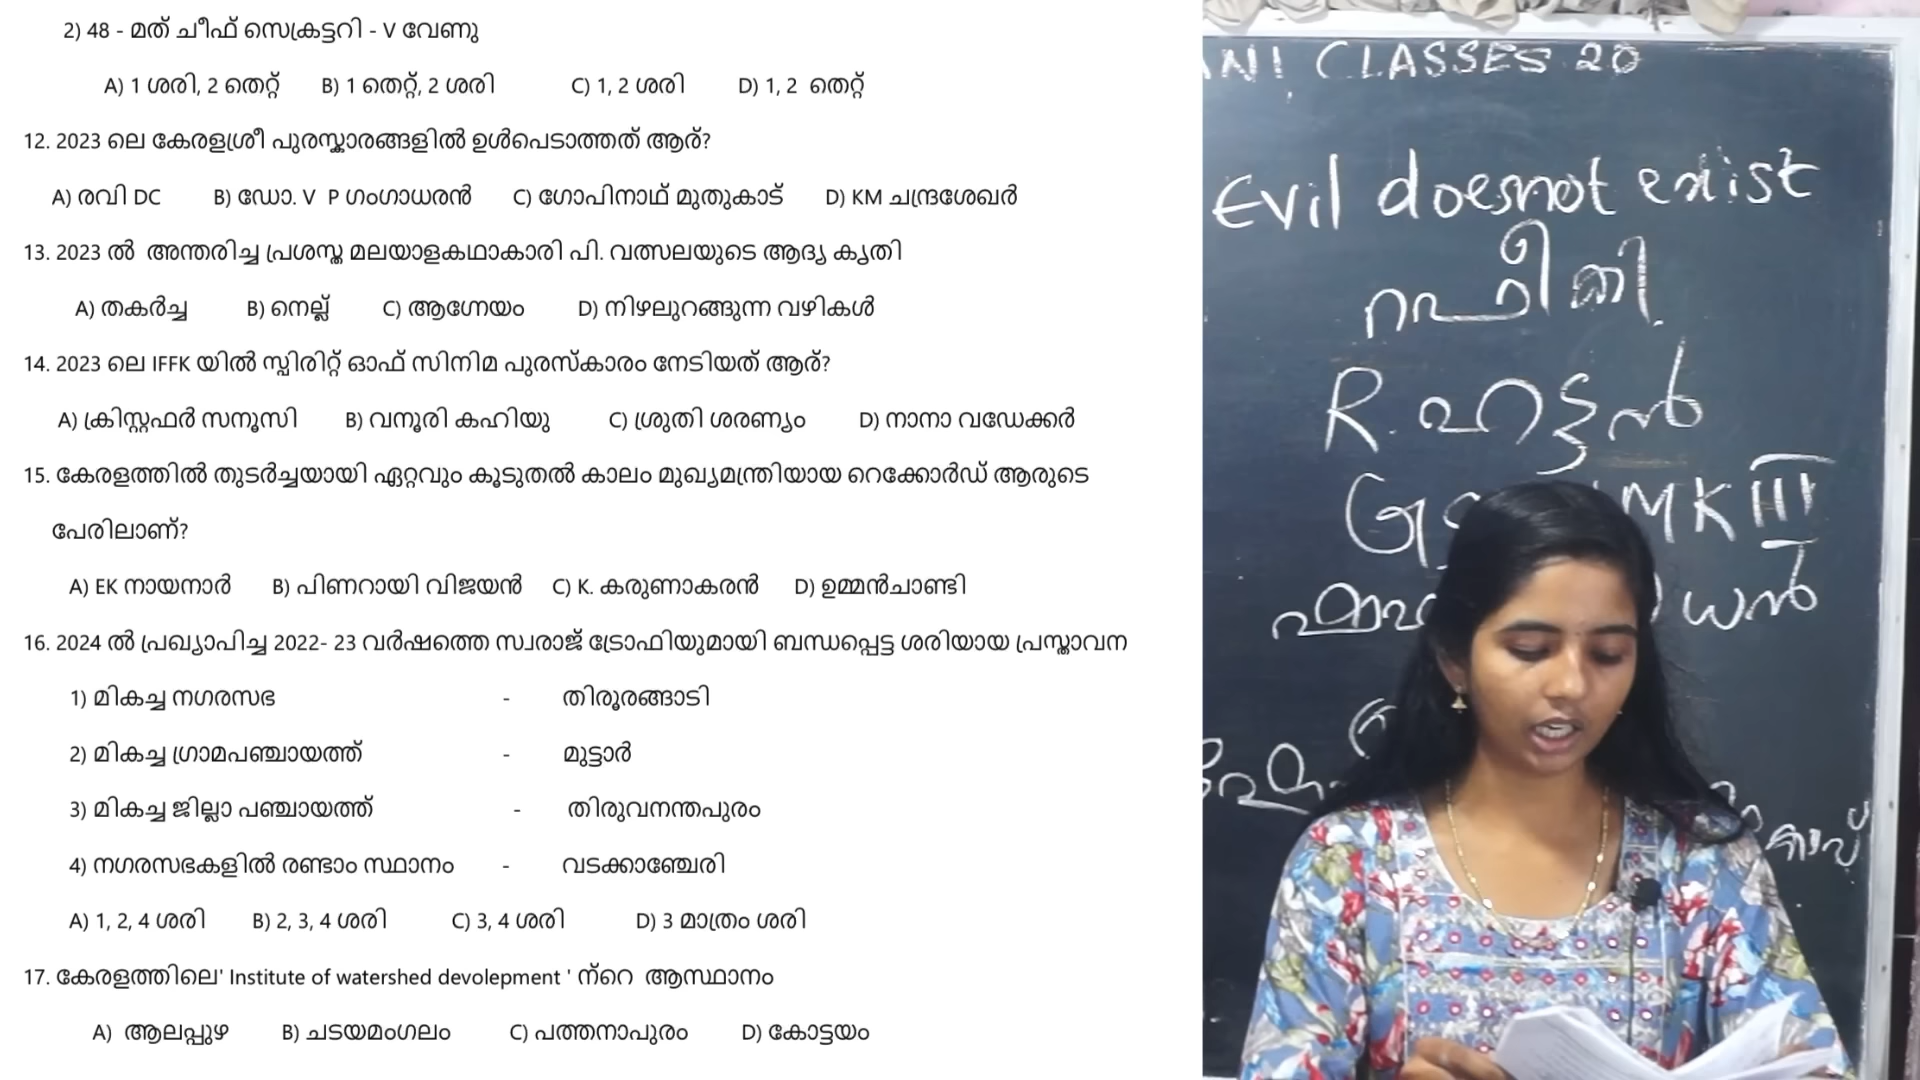 2) 48 - മത് ചീഫ് സെക്രട്ടറി - V വേണു
A) 1 ശരി, 2 തെറ്റ് B) 1 തെറ്റ്, 2 ശരി C) 1, 2 ശരി D) 1, 2 തെറ്റ്
12. 2023 ലെ കേരളശ്രീ പുരസ്കാരങ്ങളിൽ ഉൾപെടാത്തത് ആര്?
A) രവി DC B) ഡോ. V P ഗംഗാധരൻ C) ഗോപിനാഥ് മുതുകാട് D) KM ചന്ദ്രശേഖർ
13. 2023 ൽ അന്തരിച്ച പ്രശസ്ത മലയാളകഥാകാരി പി. വത്സലയുടെ ആദ്യ കൃതി
A) തകർച്ച B) നെല്ല് C) ആഗ്നേയം D) നിഴലുറങ്ങുന്ന വഴികൾ
14. 2023 ലെ IFFK യിൽ സ്പിരിറ്റ് ഓഫ് സിനിമ പുരസ്‌കാരം നേടിയത് ആര്?
A) ക്രിസ്റ്റഫർ സനൂസി B) വനൂരി കഹിയു C) ശ്രുതി ശരണ്യം D) നാനാ വഡേക്കർ
15. കേരളത്തിൽ തുടർച്ചയായി ഏറ്റവും കൂടുതൽ കാലം മുഖ്യമന്ത്രിയായ റെക്കോർഡ് ആരുടെ
പേരിലാണ്?
A) EK നായനാർ B) പിണറായി വിജയൻ C) K. കരുണാകരൻ D) ഉമ്മൻചാണ്ടി
16. 2024 ൽ പ്രഖ്യാപിച്ച 2022- 23 വർഷത്തെ സ്വരാജ് ട്രോഫിയുമായി ബന്ധപ്പെട്ട ശരിയായ പ്രസ്താവന
1) മികച്ച നഗരസഭ - തിരൂരങ്ങാടി
2) മികച്ച ഗ്രാമപഞ്ചായത്ത് - മുട്ടാർ
3) മികച്ച ജില്ലാ പഞ്ചായത്ത് - തിരുവനന്തപുരം
4) നഗരസഭകളിൽ രണ്ടാം സ്ഥാനം - വടക്കാഞ്ചേരി
A) 1, 2, 4 ശരി B) 2, 3, 4 ശരി C) 3, 4 ശരി D) 3 മാത്രം ശരി
17. കേരളത്തിലെ' Institute of watershed devolepment ' ന്റെ ആസ്ഥാനം
A) ആലപ്പുഴ B) ചടയമംഗലം C) പത്തനാപുരം D) കോട്ടയം
CLASSES 20
Evil doesnot exist
റഫീക്കി
R. ഹട്ടൻ
MK III